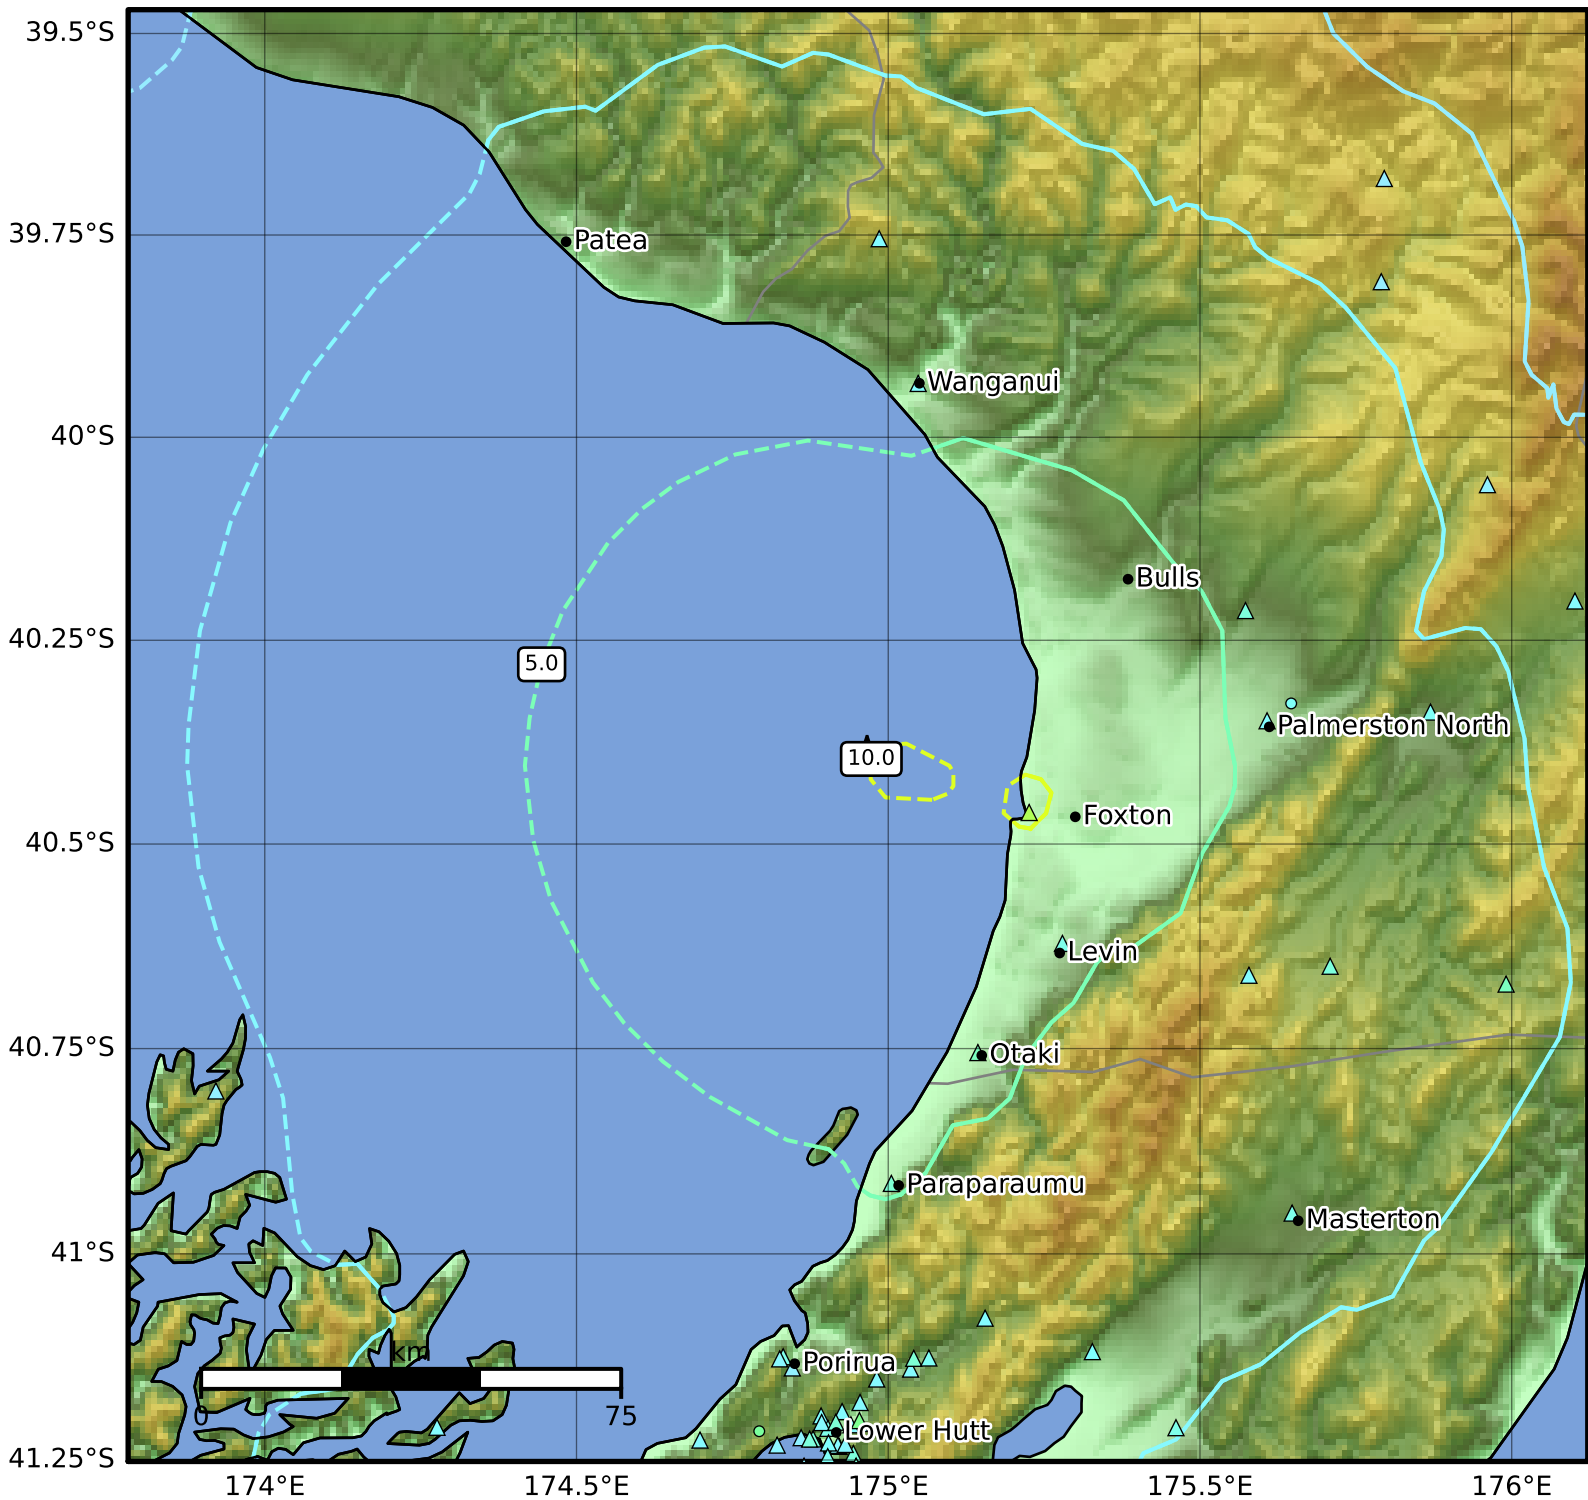 39.5°S
39.75°S
Patea
Wanganui
40°S
Bulls
40.25°S
5.0
Palmerston North
10.0
Foxton
40.5°S
Levin
40.75°S
Otaki
Paraparaumu
Masterton
41°S
km
Porirua
0
75
Lower Hutt
41.25°S
174°E
174.5°E
175°E
175.5°E
176°E